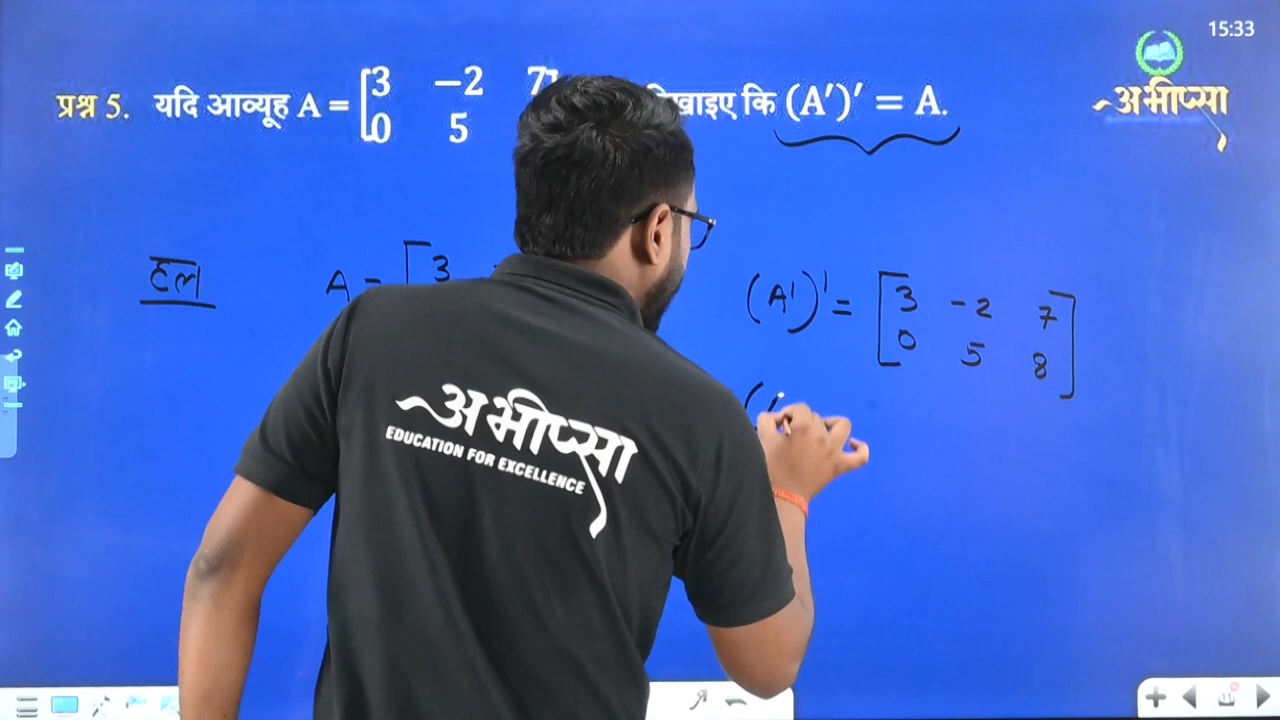 15:33
प्रश्न 5. यदि आव्यूह A = [3 -2 7
0 5
कि (A′)′ = A.
अभीप्सा
हल A = [3
(A')' = [3 -2 7
0 5 8]
(
अभीप्सा
EDUCATION FOR EXCELLENCE